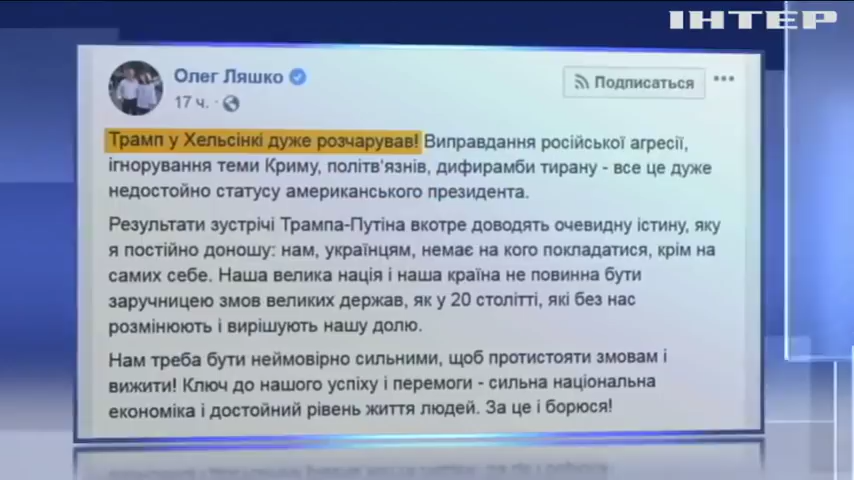 ІНТЕР
Олег Ляшко
17 ч.
Подписаться
Трамп у Хельсінкі дуже розчарував! Виправдання російської агресії,
ігнорування теми Криму, політв'язнів, дифирамби тирану - все це дуже
недостойно статусу американського президента.
Результати зустрічі Трампа-Путіна вкотре доводять очевидну істину, яку
я постійно доношу: нам, українцям, немає на кого покладатися, крім на
самих себе. Наша велика нація і наша країна не повинна бути
заручницею змов великих держав, як у 20 столітті, які без нас
розмінюють і вирішують нашу долю.
Нам треба бути неймовірно сильними, щоб протистояти змовам і
вижити! Ключ до нашого успіху і перемоги - сильна національна
економіка і достойний рівень життя людей. За це і борюся!